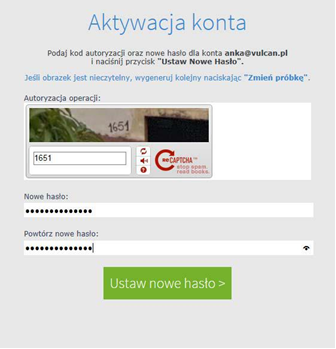 Aktywacja konta
Podaj kod autoryzacji oraz nowe hasło dla konta anka@vulcan.pl
i naciśnij przycisk "Ustaw Nowe Hasło".
Jeśli obrazek jest nieczytelny, wygeneruj kolejny naciskając "Zmień próbkę".
Autoryzacja operacji:
1651
1651
reCAPTCHA™
stop spam.
read books.
Nowe hasło:
••••••••••••••
Powtórz nowe hasło:
••••••••••••••
Ustaw nowe hasło >